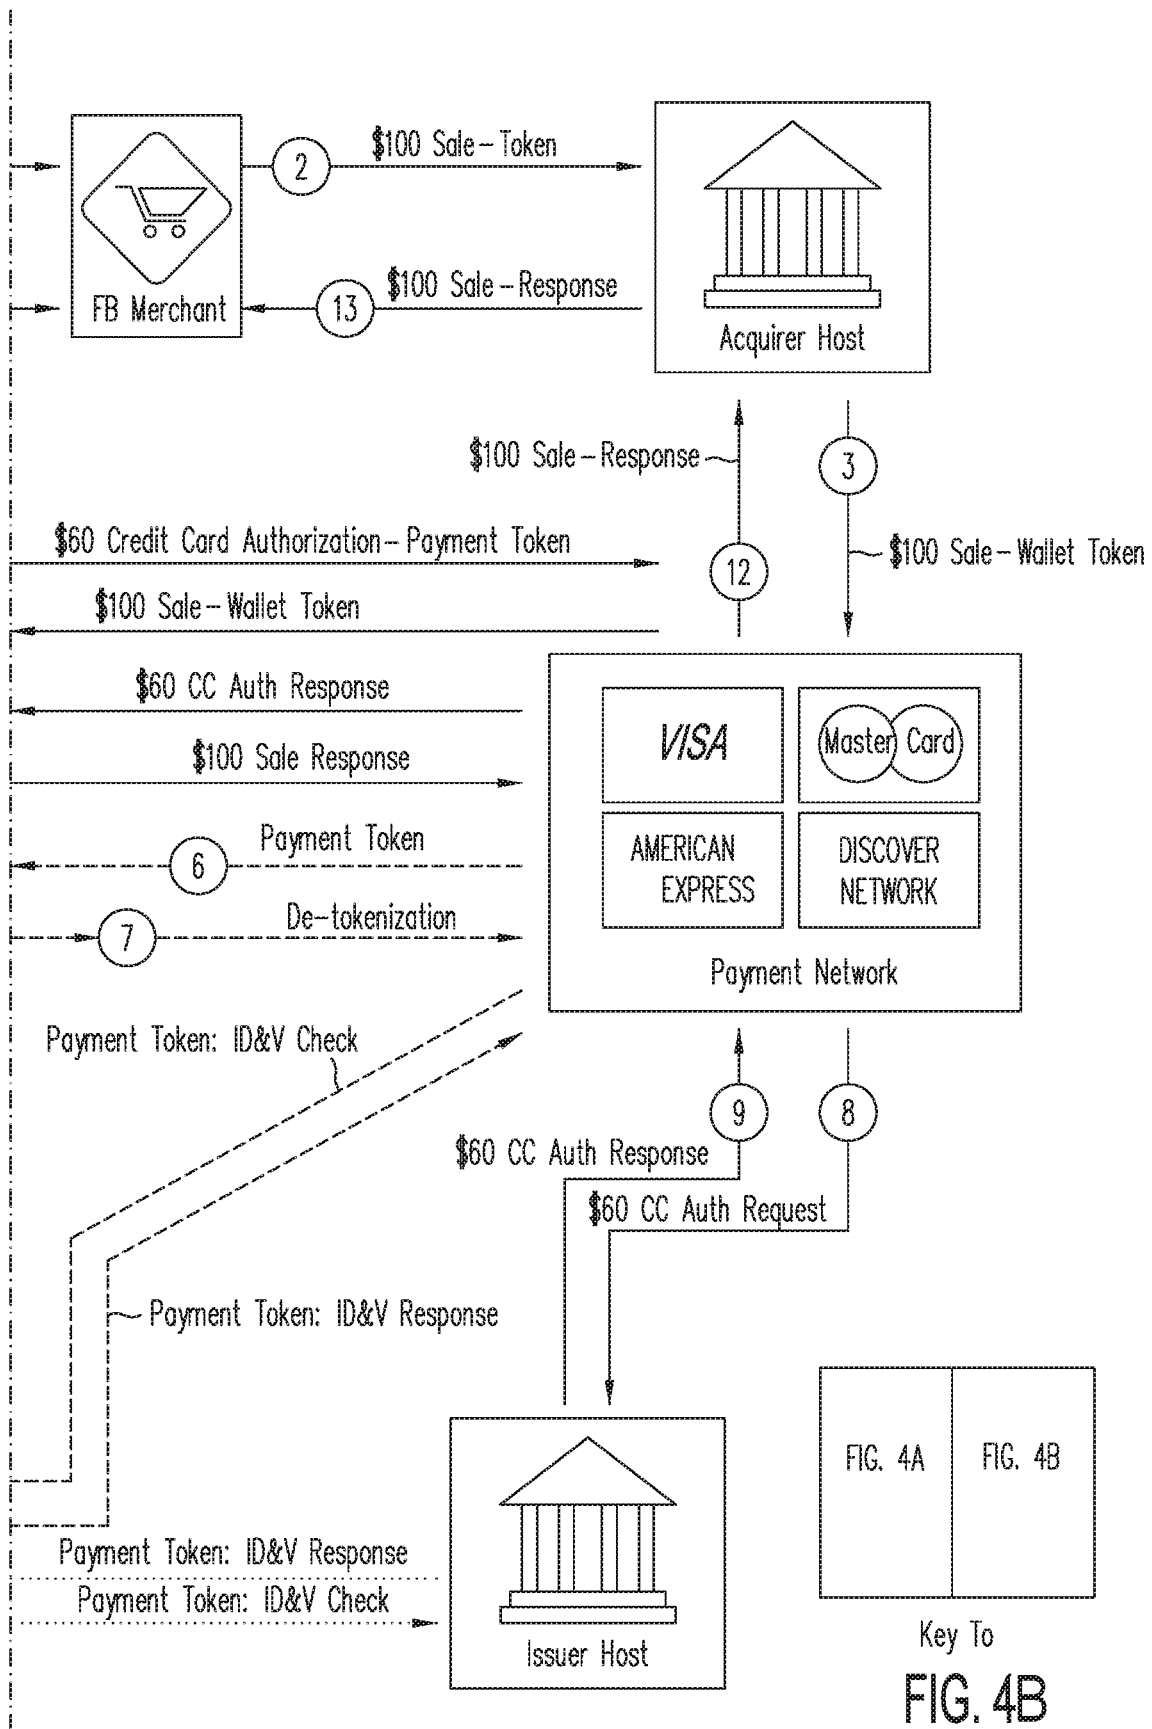 $100 Sale-Token
2
FB Merchant
$100 Sale-Response
13
Acquirer Host
$100 Sale-Response
3
$60 Credit Card Authorization-Payment Token
12
$100 Sale-Wallet Token
$100 Sale-Wallet Token
$60 CC Auth Response
VISA
Master Card
$100 Sale Response
Payment Token
6
AMERICAN
EXPRESS
DISCOVER
NETWORK
De-tokenization
7
Payment Network
Payment Token: ID&V Check
9
8
$60 CC Auth Response
$60 CC Auth Request
Payment Token: ID&V Response
FIG. 4A
FIG. 4B
Payment Token: ID&V Response
Payment Token: ID&V Check
Issuer Host
Key To
FIG. 4B